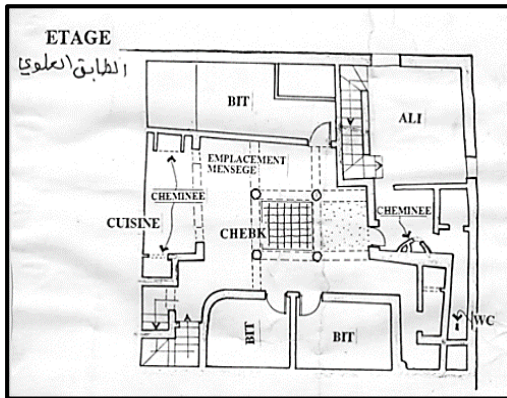 ETAGE
الطابق العلوي
BIT
ALI
EMPLACEMENT
MENSEGE
CHEMINEE
CHEMINEE
CUISINE
CHEBK
WC
BIT
BIT